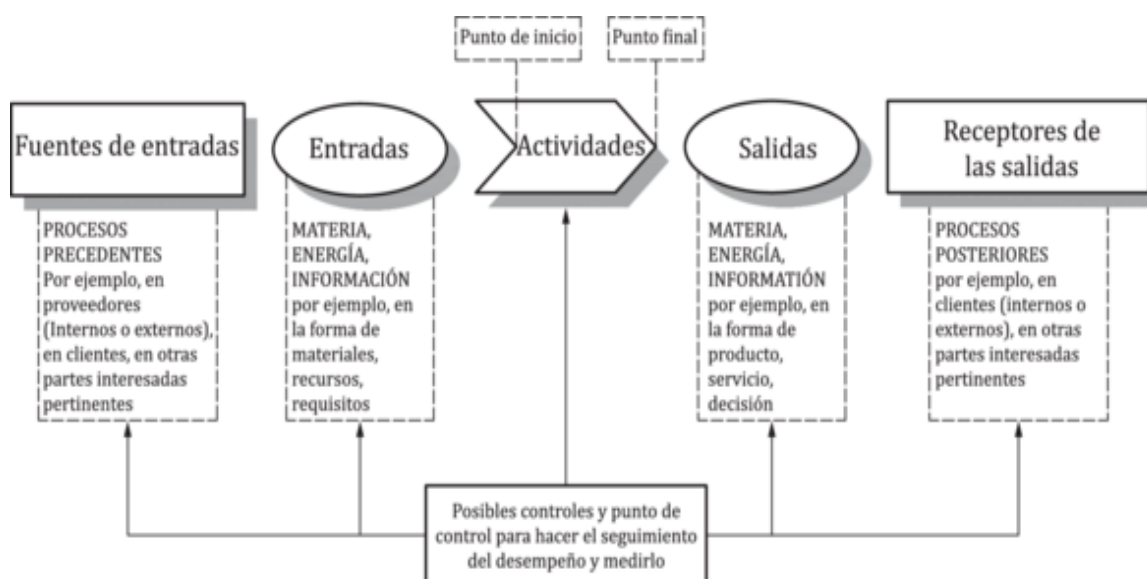 Punto de inicio
Punto final
Fuentes de entradas
Entradas
Actividades
Salidas
Receptores de
las salidas
PROCESOS
PRECEDENTES
Por ejemplo, en
proveedores
(Internos o externos),
en clientes, en otras
partes interesadas
pertinentes
MATERIA,
ENERGÍA,
INFORMACIÓN
por ejemplo, en
la forma de
materiales,
recursos,
requisitos
MATERIA,
ENERGÍA,
INFORMATIÓN
por ejemplo, en
la forma de
producto,
servicio,
decisión
PROCESOS
POSTERIORES
por ejemplo, en
clientes (internos o
externos), en otras
partes interesadas
pertinentes
Posibles controles y punto de
control para hacer el seguimiento
del desempeño y medirlo